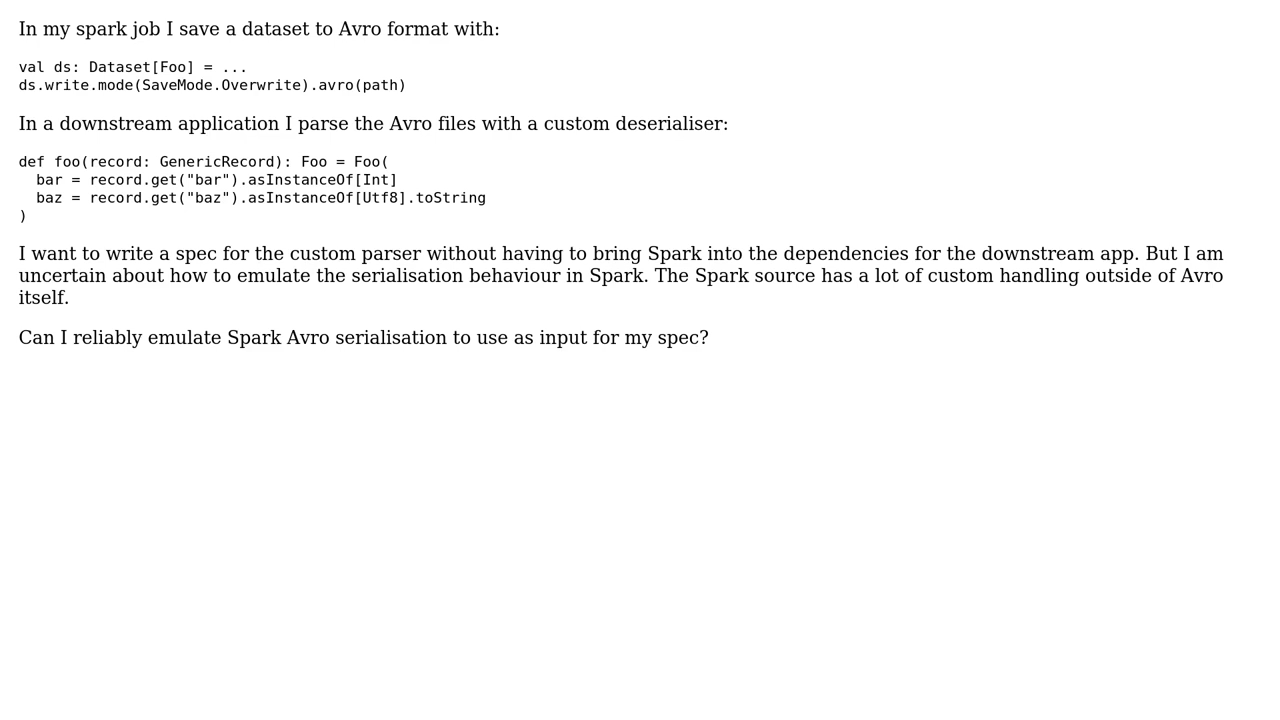 In my spark job I save a dataset to Avro format with:
val ds: Dataset[Foo] = ...
ds.write.mode(SaveMode.Overwrite).avro(path)
In a downstream application I parse the Avro files with a custom deserialiser:
def foo(record: GenericRecord): Foo = Foo(
  bar = record.get("bar").asInstanceOf[Int]
  baz = record.get("baz").asInstanceOf[Utf8].toString
)
I want to write a spec for the custom parser without having to bring Spark into the dependencies for the downstream app. But I am
uncertain about how to emulate the serialisation behaviour in Spark. The Spark source has a lot of custom handling outside of Avro
itself.
Can I reliably emulate Spark Avro serialisation to use as input for my spec?